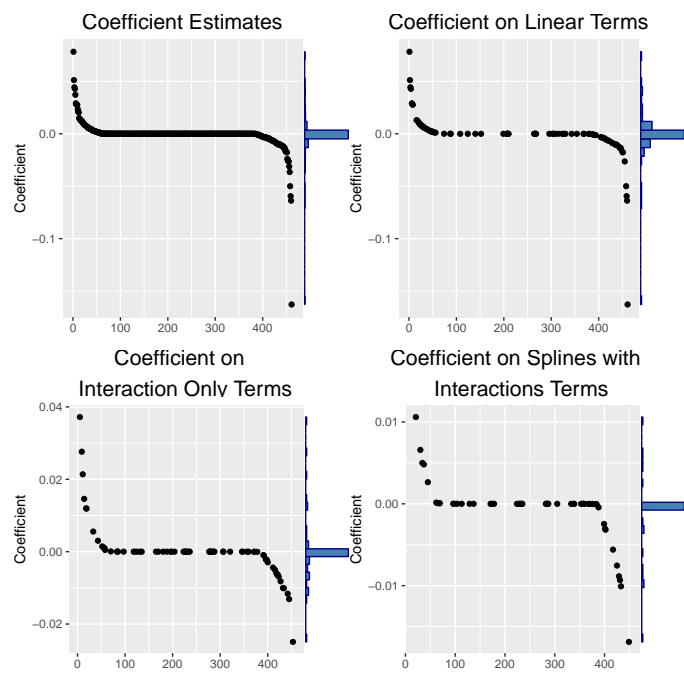 Coefficient Estimates
0.0
−0.1
Coefficient
0 100 200 300 400
Coefficient on Linear Terms
0.0
−0.1
Coefficient
0 100 200 300 400
Coefficient on
Interaction Only Terms
0.04
0.02
0.00
−0.02
Coefficient
0 100 200 300 400
Coefficient on Splines with
Interactions Terms
0.01
0.00
−0.01
Coefficient
0 100 200 300 400